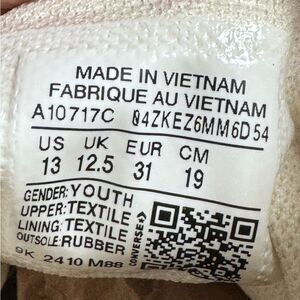 MADE IN VIETNAM
FABRIQUE AU VIETNAM
A10717C 04ZKEZ6MM6D54
US UK EUR CM
13 12.5 31 19
GENDER: YOUTH
UPPER: TEXTILE
LINING: TEXTILE
OUTSOLE: RUBBER
9K 2410 M88
CONVERSE